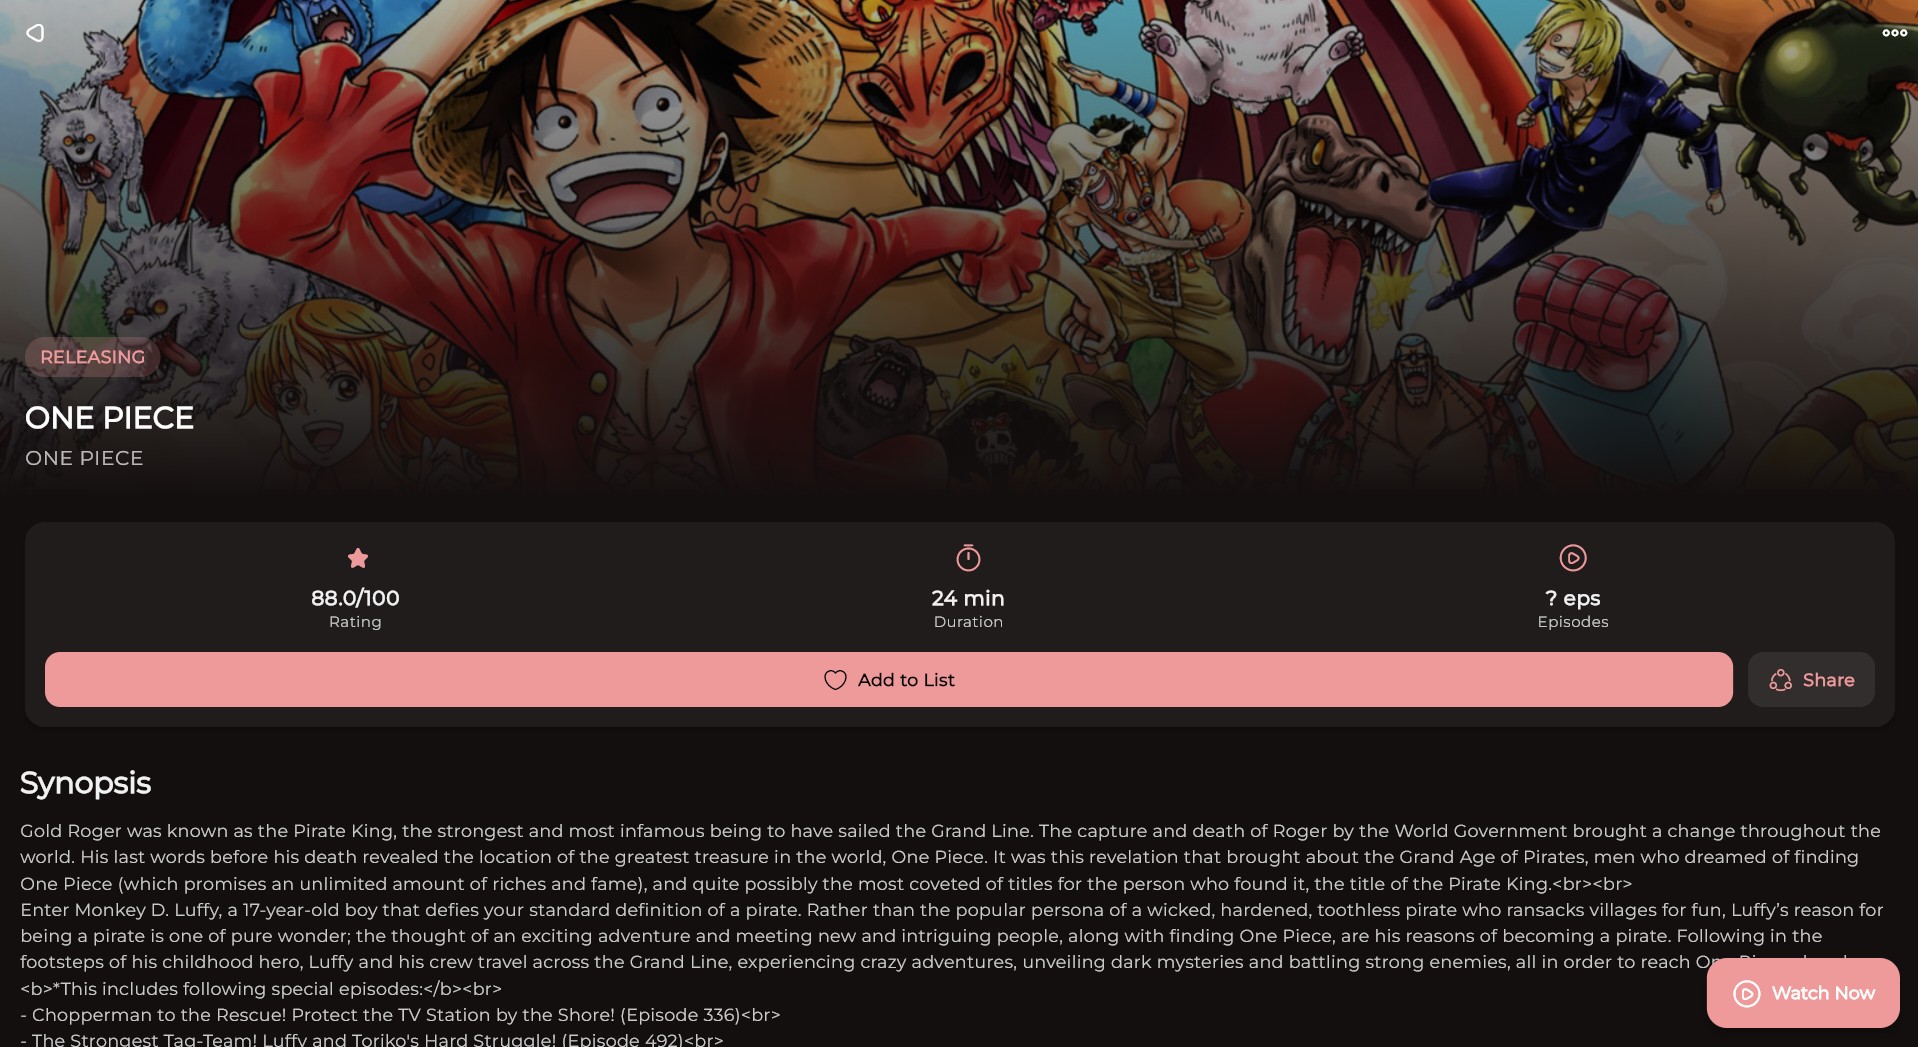 RELEASING
ONE PIECE
ONE PIECE
88.0/100
Rating
24 min
Duration
? eps
Episodes
Add to List
Share
Synopsis
Gold Roger was known as the Pirate King, the strongest and most infamous being to have sailed the Grand Line. The capture and death of Roger by the World Government brought a change throughout the
world. His last words before his death revealed the location of the greatest treasure in the world, One Piece. It was this revelation that brought about the Grand Age of Pirates, men who dreamed of finding
One Piece (which promises an unlimited amount of riches and fame), and quite possibly the most coveted of titles for the person who found it, the title of the Pirate King.<br><br>
Enter Monkey D. Luffy, a 17-year-old boy that defies your standard definition of a pirate. Rather than the popular persona of a wicked, hardened, toothless pirate who ransacks villages for fun, Luffy’s reason for
being a pirate is one of pure wonder; the thought of an exciting adventure and meeting new and intriguing people, along with finding One Piece, are his reasons of becoming a pirate. Following in the
footsteps of his childhood hero, Luffy and his crew travel across the Grand Line, experiencing crazy adventures, unveiling dark mysteries and battling strong enemies, all in order to reach
<b>*This includes following special episodes:</b><br>
- Chopperman to the Rescue! Protect the TV Station by the Shore! (Episode 336)<br>
- The Strongest Tag-Team! Luffy and Toriko's Hard Struggle! (Episode 492)<br>
Watch Now